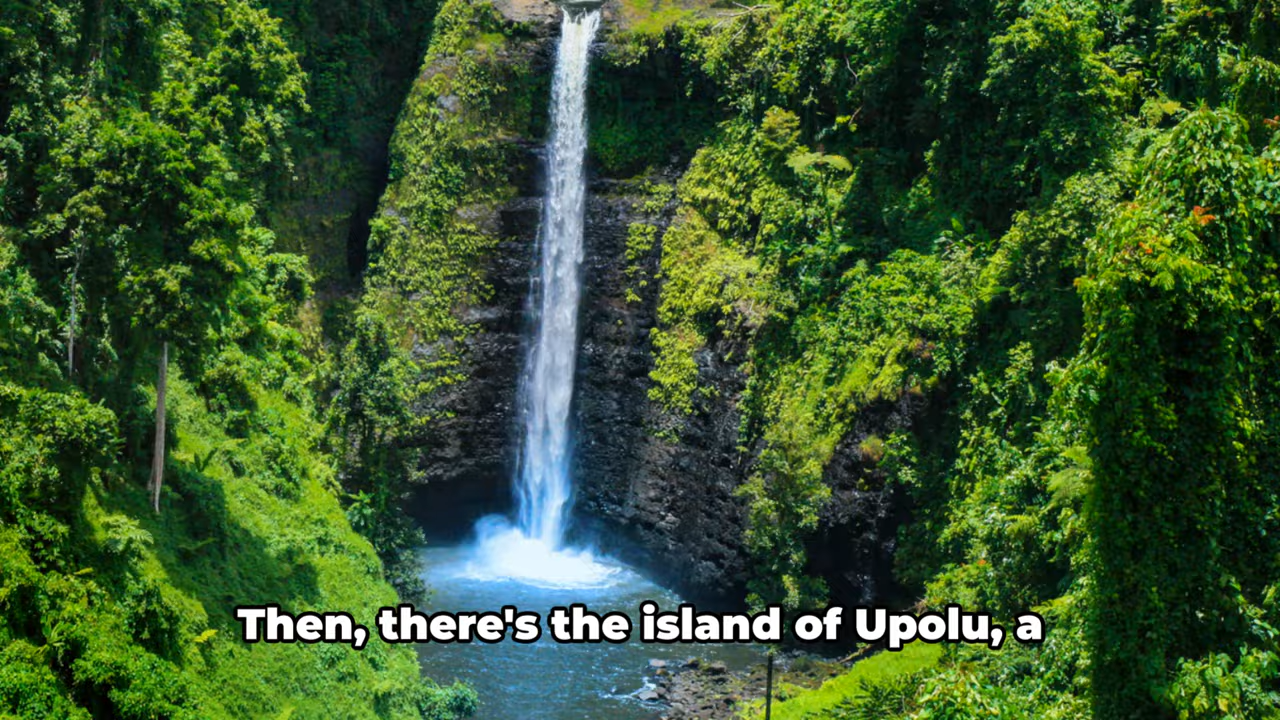 Then, there's the island of Upolu, a